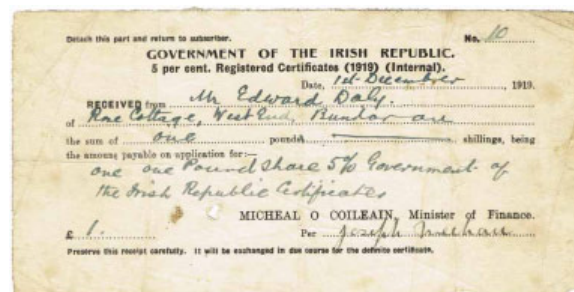 Detach this part and return to subscriber. No. 10
GOVERNMENT OF THE IRISH REPUBLIC.
5 per cent. Registered Certificates (1919) (Internal).
Date, 1st December 1919.
RECEIVED from Mr Edward Daly.
of Rose Cottage, West End, Bundoran
the sum of one pounds shillings, being
the amount payable on application for:—
one one Pound Share 5% Government of
the Irish Republic Certificates
MICHEAL O COILEAIN, Minister of Finance.
£ 1. Per Joseph
Preserve this receipt carefully. It will be exchanged in due course for the definite certificate.